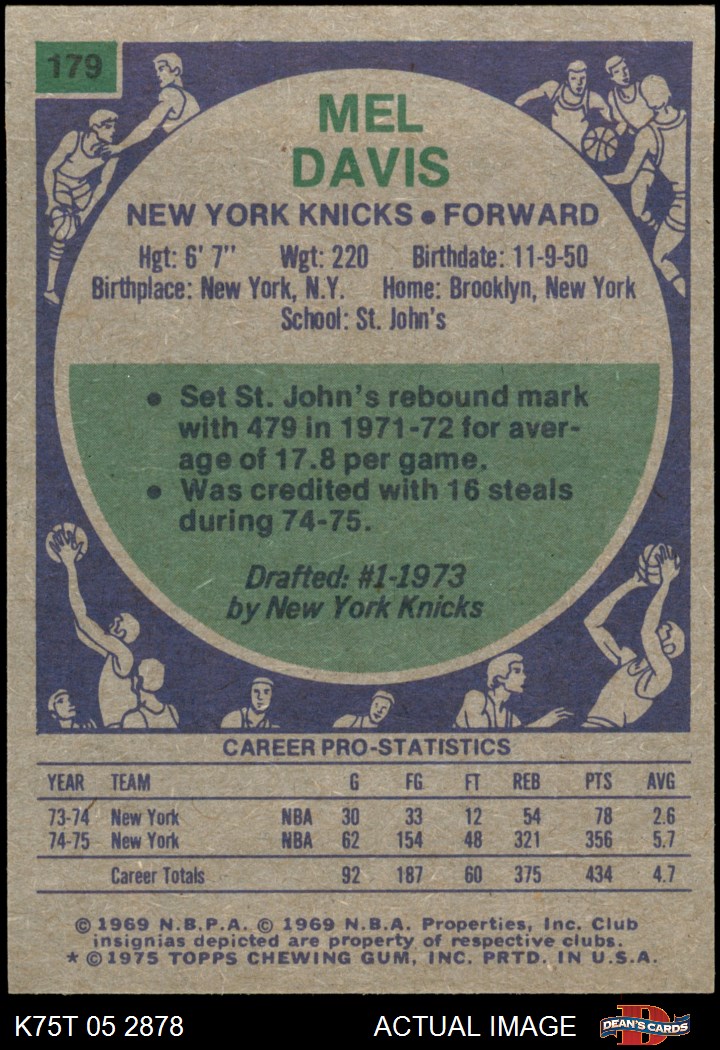 179
MEL
DAVIS
NEW YORK KNICKS ● FORWARD
Hgt: 6' 7" Wgt: 220 Birthdate: 11-9-50
Birthplace: New York, N.Y. Home: Brooklyn, New York
School: St. John's
● Set St. John's rebound mark
with 479 in 1971-72 for aver-
age of 17.8 per game.
● Was credited with 16 steals
during 74-75.
Drafted: #1-1973
by New York Knicks
CAREER PRO-STATISTICS
YEAR TEAM G FG FT REB PTS AVG
73-74 New York NBA 30 33 12 54 78 2.6
74-75 New York NBA 62 154 48 321 356 5.7
Career Totals 92 187 60 375 434 4.7
© 1969 N.B.P.A. © 1969 N.B.A. Properties, Inc. Club
insignias depicted are property of respective clubs.
* © 1975 TOPPS CHEWING GUM, INC. PRTD. IN U.S.A.
K75T 05 2878 ACTUAL IMAGE DEAN'S CARDS